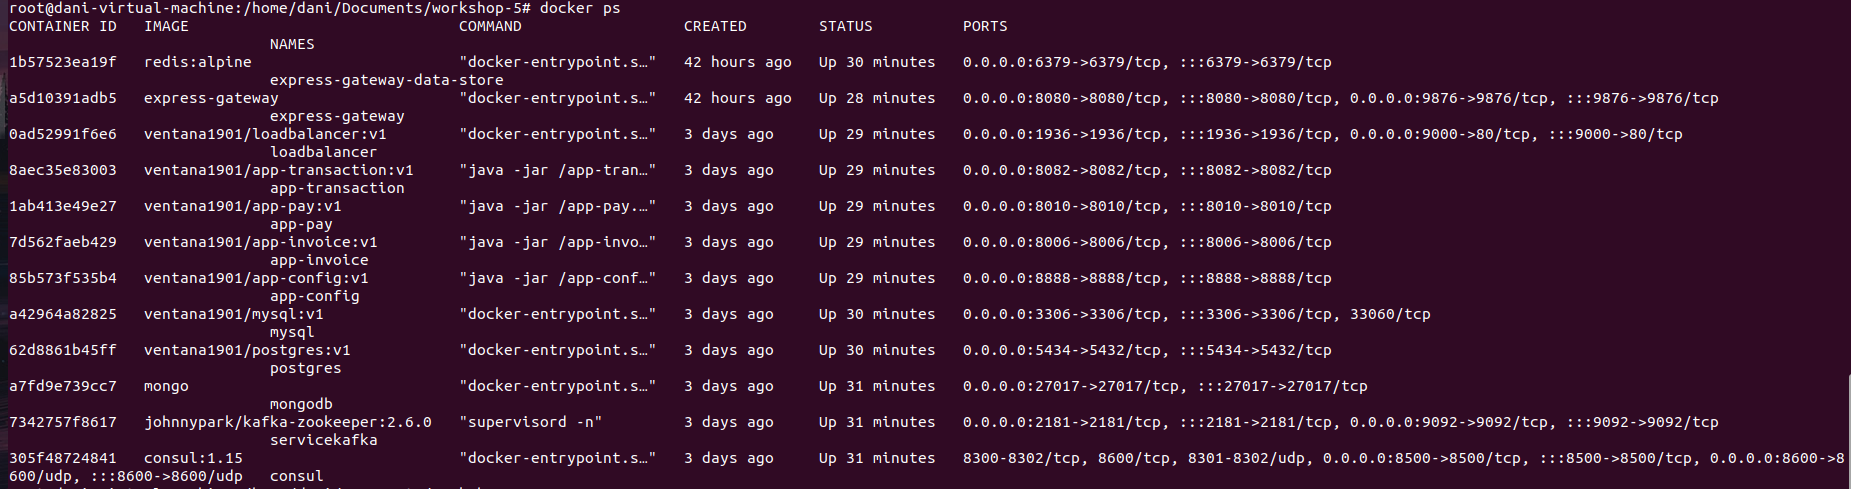 root@dani-virtual-machine:/home/dani/Documents/workshop-5# docker ps
CONTAINER ID   IMAGE                              COMMAND                  CREATED        STATUS          PORTS
NAMES
1b57523ea19f   redis:alpine                       "docker-entrypoint.s…"   42 hours ago   Up 30 minutes   0.0.0.0:6379->6379/tcp, :::6379->6379/tcp
express-gateway-data-store
a5d10391adb5   express-gateway                    "docker-entrypoint.s…"   42 hours ago   Up 28 minutes   0.0.0.0:8080->8080/tcp, :::8080->8080/tcp, 0.0.0.0:9876->9876/tcp, :::9876->9876/tcp
express-gateway
0ad52991f6e6   ventana1901/loadbalancer:v1        "docker-entrypoint.s…"   3 days ago     Up 29 minutes   0.0.0.0:1936->1936/tcp, :::1936->1936/tcp, 0.0.0.0:9000->80/tcp, :::9000->80/tcp
loadbalancer
8aec35e83003   ventana1901/app-transaction:v1     "java -jar /app-tran…"   3 days ago     Up 29 minutes   0.0.0.0:8082->8082/tcp, :::8082->8082/tcp
app-transaction
1ab413e49e27   ventana1901/app-pay:v1             "java -jar /app-pay.…"   3 days ago     Up 29 minutes   0.0.0.0:8010->8010/tcp, :::8010->8010/tcp
app-pay
7d562faeb429   ventana1901/app-invoice:v1         "java -jar /app-invo…"   3 days ago     Up 29 minutes   0.0.0.0:8006->8006/tcp, :::8006->8006/tcp
app-invoice
85b573f535b4   ventana1901/app-config:v1          "java -jar /app-conf…"   3 days ago     Up 29 minutes   0.0.0.0:8888->8888/tcp, :::8888->8888/tcp
app-config
a42964a82825   ventana1901/mysql:v1               "docker-entrypoint.s…"   3 days ago     Up 30 minutes   0.0.0.0:3306->3306/tcp, :::3306->3306/tcp, 33060/tcp
mysql
62d8861b45ff   ventana1901/postgres:v1            "docker-entrypoint.s…"   3 days ago     Up 30 minutes   0.0.0.0:5434->5432/tcp, :::5434->5432/tcp
postgres
a7fd9e739cc7   mongo                              "docker-entrypoint.s…"   3 days ago     Up 31 minutes   0.0.0.0:27017->27017/tcp, :::27017->27017/tcp
mongodb
7342757f8617   johnnypark/kafka-zookeeper:2.6.0   "supervisord -n"         3 days ago     Up 31 minutes   0.0.0.0:2181->2181/tcp, :::2181->2181/tcp, 0.0.0.0:9092->9092/tcp, :::9092->9092/tcp
servicekafka
305f48724841   consul:1.15                        "docker-entrypoint.s…"   3 days ago     Up 31 minutes   8300-8302/tcp, 8600/tcp, 8301-8302/udp, 0.0.0.0:8500->8500/tcp, :::8500->8500/tcp, 0.0.0.0:8600->8
600/udp, :::8600->8600/udp   consul